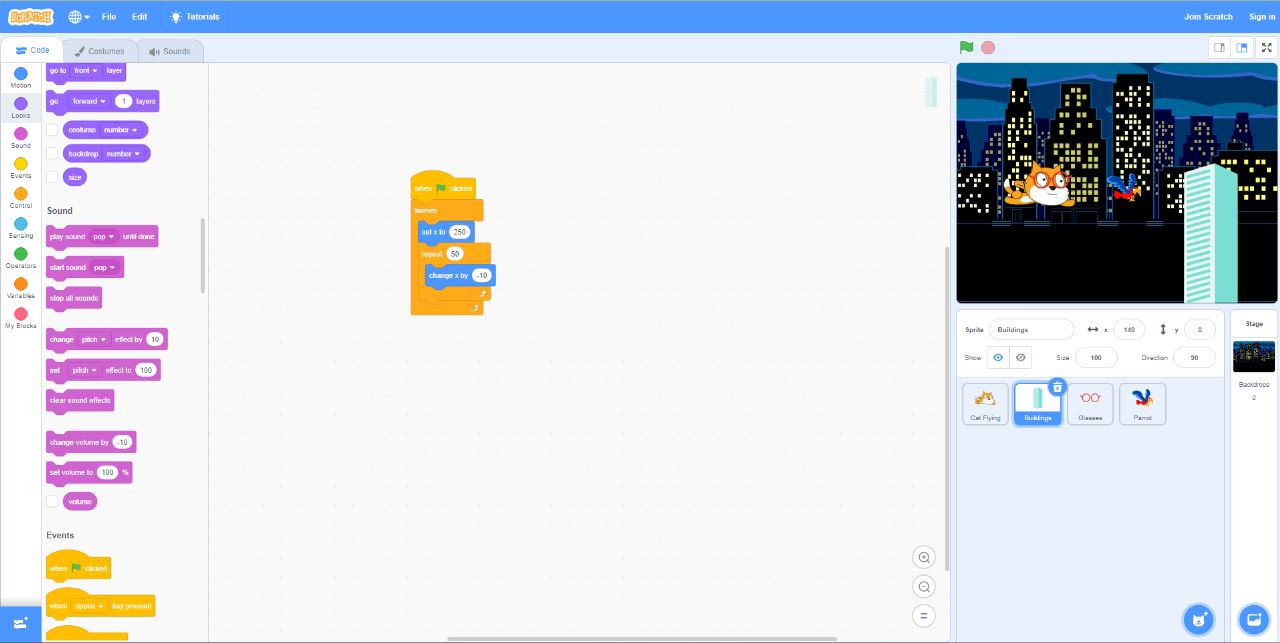 SCRATCH
File
Edit
Tutorials
Join Scratch
Sign in
Code
Costumes
Sounds
Motion
Looks
Sound
Events
Control
Sensing
Operators
Variables
My Blocks
go to front layer
go forward 1 layers
costume number
backdrop number
size
Sound
play sound pop until done
start sound pop
stop all sounds
change pitch effect by 10
set pitch effect to 100
clear sound effects
change volume by -10
set volume to 100 %
volume
Events
when clicked
when space key pressed
when clicked
forever
set x to 250
repeat 50
change x by -10
Sprite Buildings x 140 y 0
Show Size 100 Direction 90
Cat Flying
Buildings
Glasses
Parrot
Stage
Backdrops
2